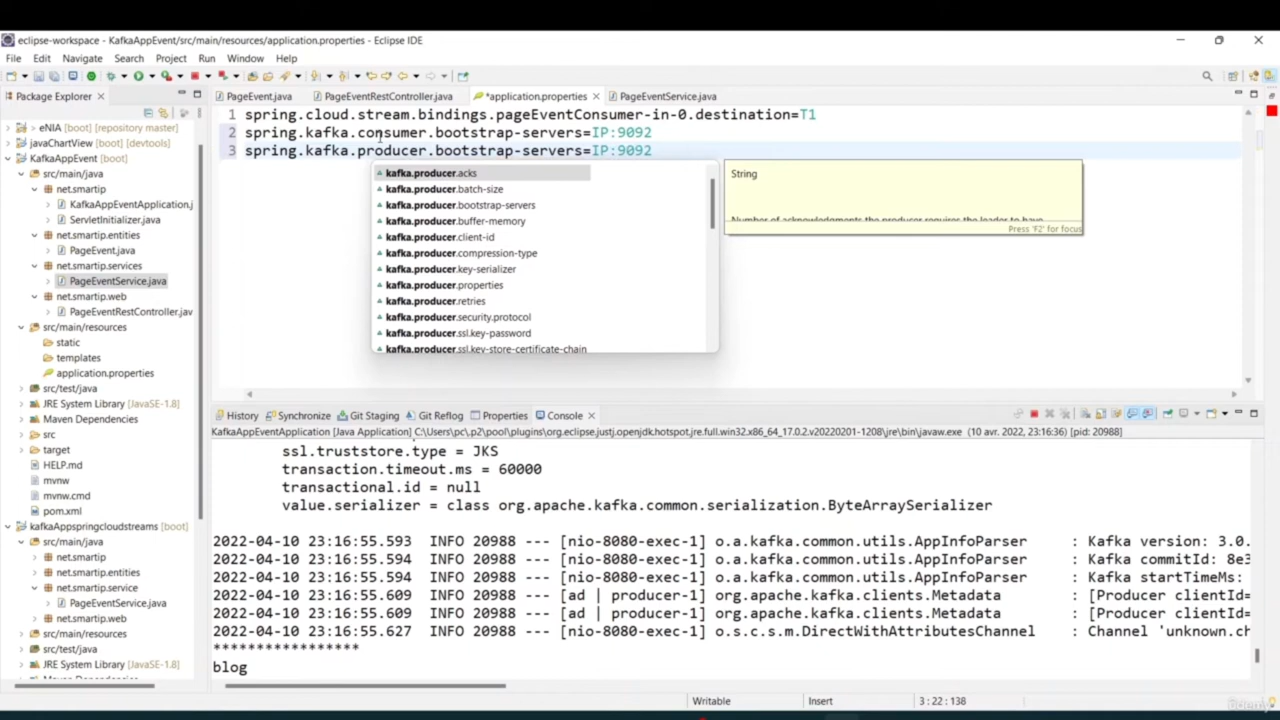 eclipse-workspace - KafkaAppEvent/src/main/resources/application.properties - Eclipse IDE
File Edit Navigate Search Project Run Window Help
Package Explorer
PageEvent.java PageEventRestController.java *application.properties PageEventService.java
eNIA [boot] [repository master]
javaChartView [boot] [devtools]
KafkaAppEvent [boot]
src/main/java
net.smartip
KafkaAppEventApplication.j
ServletInitializer.java
net.smartip.entities
PageEvent.java
net.smartip.services
PageEventService.java
net.smartip.web
PageEventRestController.jav
src/main/resources
static
templates
application.properties
src/test/java
JRE System Library [JavaSE-1.8]
Maven Dependencies
src
target
HELP.md
mvnw
mvnw.cmd
pom.xml
kafkaAppspringcloudstreams [boot]
src/main/java
net.smartip
net.smartip.entities
net.smartip.service
PageEventService.java
net.smartip.web
src/main/resources
src/test/java
JRE System Library [JavaSE-1.8]
1 spring.cloud.stream.bindings.pageEventConsumer-in-0.destination=T1
2 spring.kafka.consumer.bootstrap-servers=IP:9092
3 spring.kafka.producer.bootstrap-servers=IP:9092
kafka.producer.acks
kafka.producer.batch-size
kafka.producer.bootstrap-servers
kafka.producer.buffer-memory
kafka.producer.client-id
kafka.producer.compression-type
kafka.producer.key-serializer
kafka.producer.properties
kafka.producer.retries
kafka.producer.security.protocol
kafka.producer.ssl.key-password
kafka.producer.ssl.key-store-certificate-chain
String
Number of acknowledgments the producer requires the leader to have
Press 'F2' for focus
History Synchronize Git Staging Git Reflog Properties Console
KafkaAppEventApplication [Java Application] C:\Users\pc\.p2\pool\plugins\org.eclipse.justj.openjdk.hotspot.jre.full.win32.x86_64_17.0.2.v20220201-1208\jre\bin\javaw.exe (10 avr. 2022, 23:16:36) [pid: 20988]
ssl.truststore.type = JKS
transaction.timeout.ms = 60000
transactional.id = null
value.serializer = class org.apache.kafka.common.serialization.ByteArraySerializer
2022-04-10 23:16:55.593 INFO 20988 --- [nio-8080-exec-1] o.a.kafka.common.utils.AppInfoParser : Kafka version: 3.0.
2022-04-10 23:16:55.594 INFO 20988 --- [nio-8080-exec-1] o.a.kafka.common.utils.AppInfoParser : Kafka commitId: 8e3
2022-04-10 23:16:55.594 INFO 20988 --- [nio-8080-exec-1] o.a.kafka.common.utils.AppInfoParser : Kafka startTimeMs:
2022-04-10 23:16:55.609 INFO 20988 --- [ad | producer-1] org.apache.kafka.clients.Metadata : [Producer clientId=
2022-04-10 23:16:55.609 INFO 20988 --- [ad | producer-1] org.apache.kafka.clients.Metadata : [Producer clientId=
2022-04-10 23:16:55.627 INFO 20988 --- [nio-8080-exec-1] o.s.c.s.m.DirectWithAttributesChannel : Channel 'unknown.ch
*****************
blog
Writable Insert 3 : 22 : 138